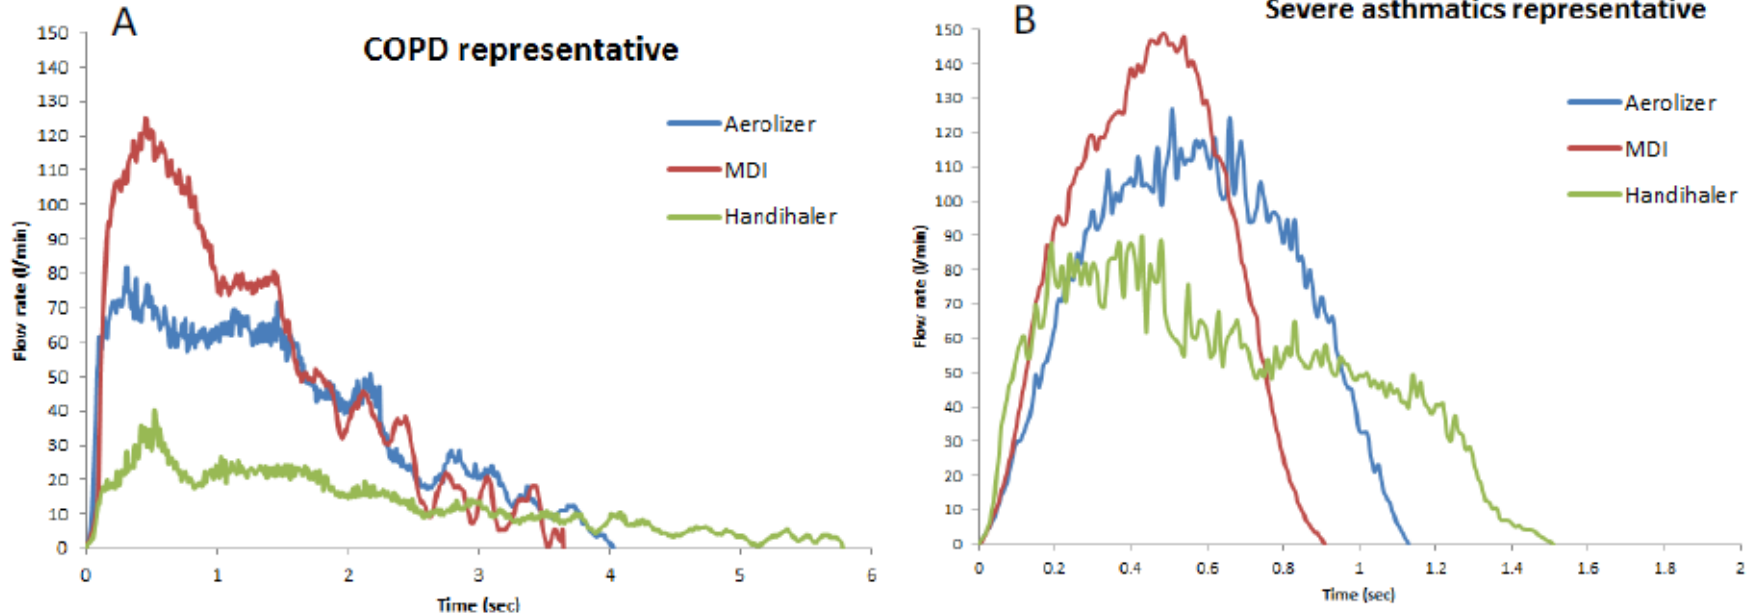 A
COPD representative
150
140
130
120
110
100
90
80
70
60
50
40
30
20
10
0
Flow rate (l/min)
Aerolizer
MDI
Handihaler
0 1 2 3 4 5 6
Time (sec)
B
Severe asthmatics representative
150
140
130
120
110
100
90
80
70
60
50
40
30
20
10
0
Flow rate (l/min)
Aerolizer
MDI
Handihaler
0 0.2 0.4 0.6 0.8 1 1.2 1.4 1.6 1.8 2
Time (sec)